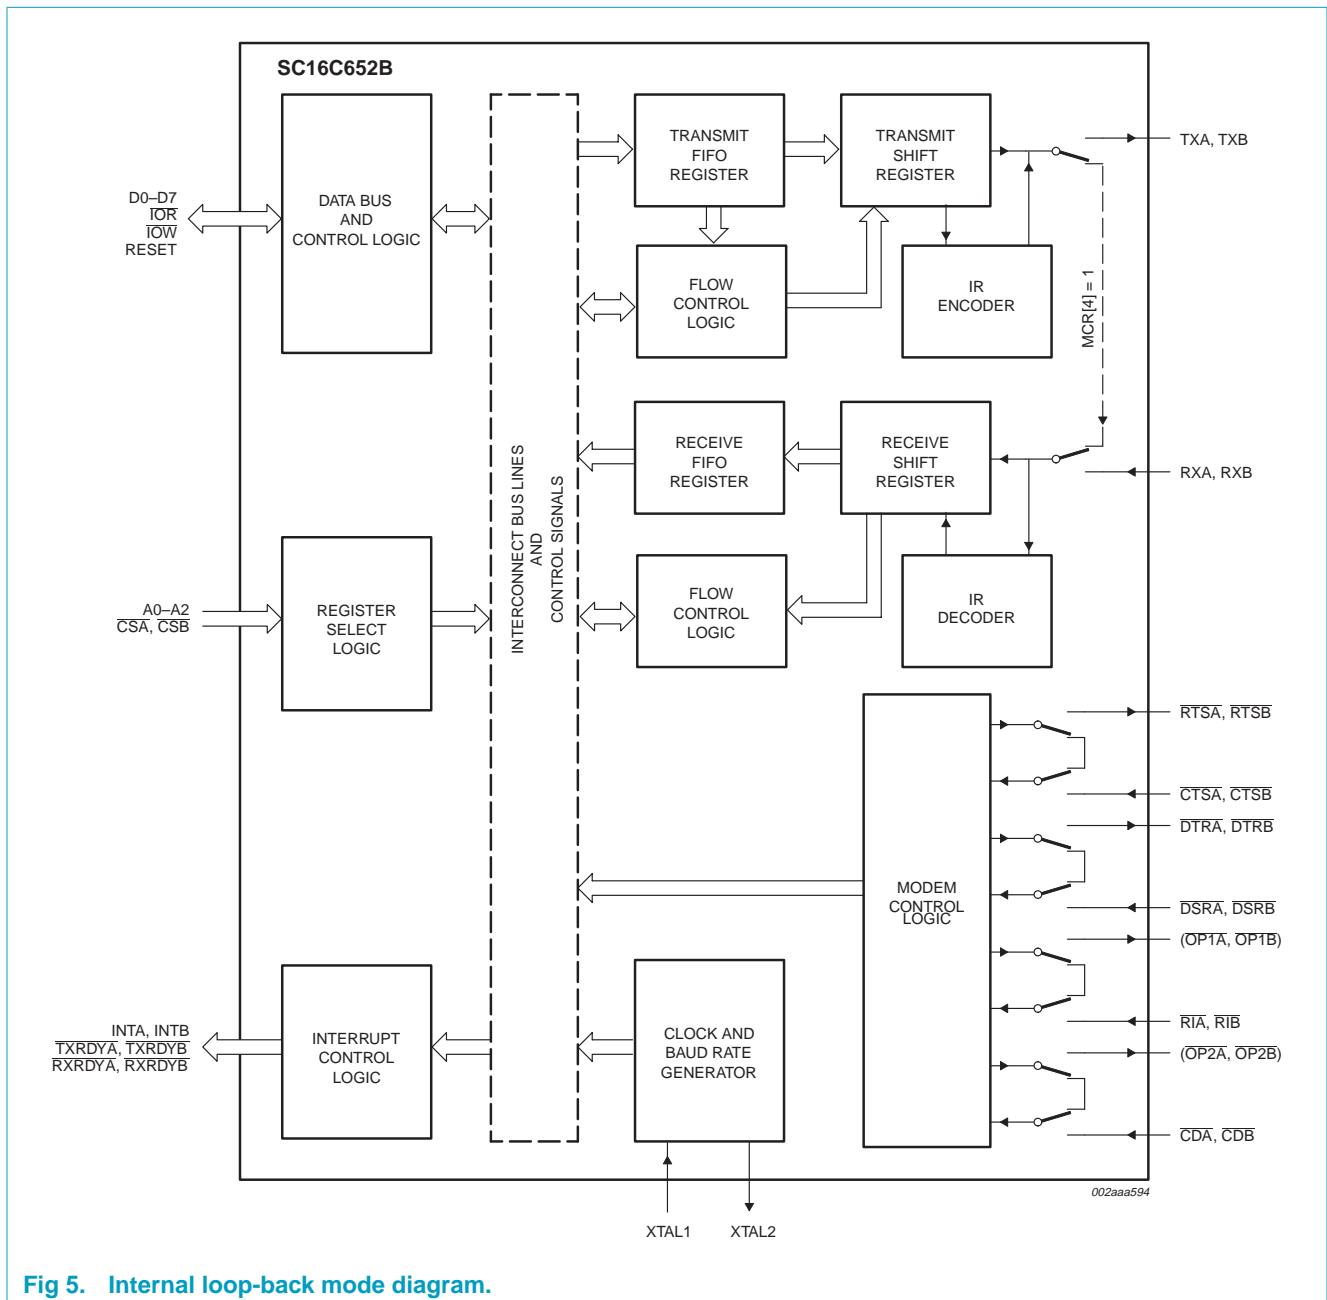 SC16C652B
D0–D7
IOR
IOW
RESET
DATA BUS
AND
CONTROL LOGIC
A0–A2
CSA, CSB
REGISTER
SELECT
LOGIC
INTA, INTB
TXRDYA, TXRDYB
RXRDYA, RXRDYB
INTERRUPT
CONTROL
LOGIC
INTERCONNECT BUS LINES
AND
CONTROL SIGNALS
TRANSMIT
FIFO
REGISTER
TRANSMIT
SHIFT
REGISTER
FLOW
CONTROL
LOGIC
IR
ENCODER
TXA, TXB
MCR[4] = 1
RECEIVE
FIFO
REGISTER
RECEIVE
SHIFT
REGISTER
FLOW
CONTROL
LOGIC
IR
DECODER
RXA, RXB
MODEM
CONTROL
LOGIC
RTSA, RTSB
CTSA, CTSB
DTRA, DTRB
DSRA, DSRB
(OP1A, OP1B)
RIA, RIB
(OP2A, OP2B)
CDA, CDB
CLOCK AND
BAUD RATE
GENERATOR
XTAL1
XTAL2
002aaa594
Fig 5. Internal loop-back mode diagram.